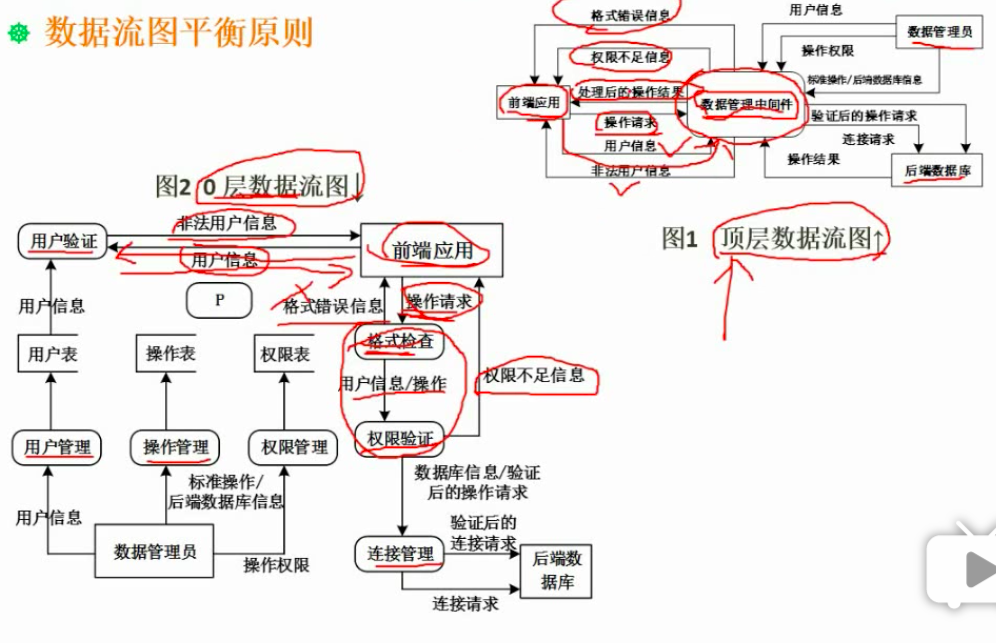 数据流图平衡原则
格式错误信息
用户信息
数据管理员
权限不足信息
操作权限
标准操作/后端数据库信息
处理后的操作结果
前端应用
数据管理中间件
操作请求
验证后的操作请求
用户信息
连接请求
非法用户信息
操作结果
后端数据库
图1 顶层数据流图↑
图2 0层数据流图↓
非法用户信息
用户验证
前端应用
用户信息
P
用户信息
格式错误信息
操作请求
用户表
操作表
权限表
格式检查
用户信息/操作
权限不足信息
用户管理
操作管理
权限管理
权限验证
标准操作/
后端数据库信息
数据库信息/验证
后的操作请求
用户信息
数据管理员
操作权限
验证后的
连接请求
连接管理
后端数
据库
连接请求